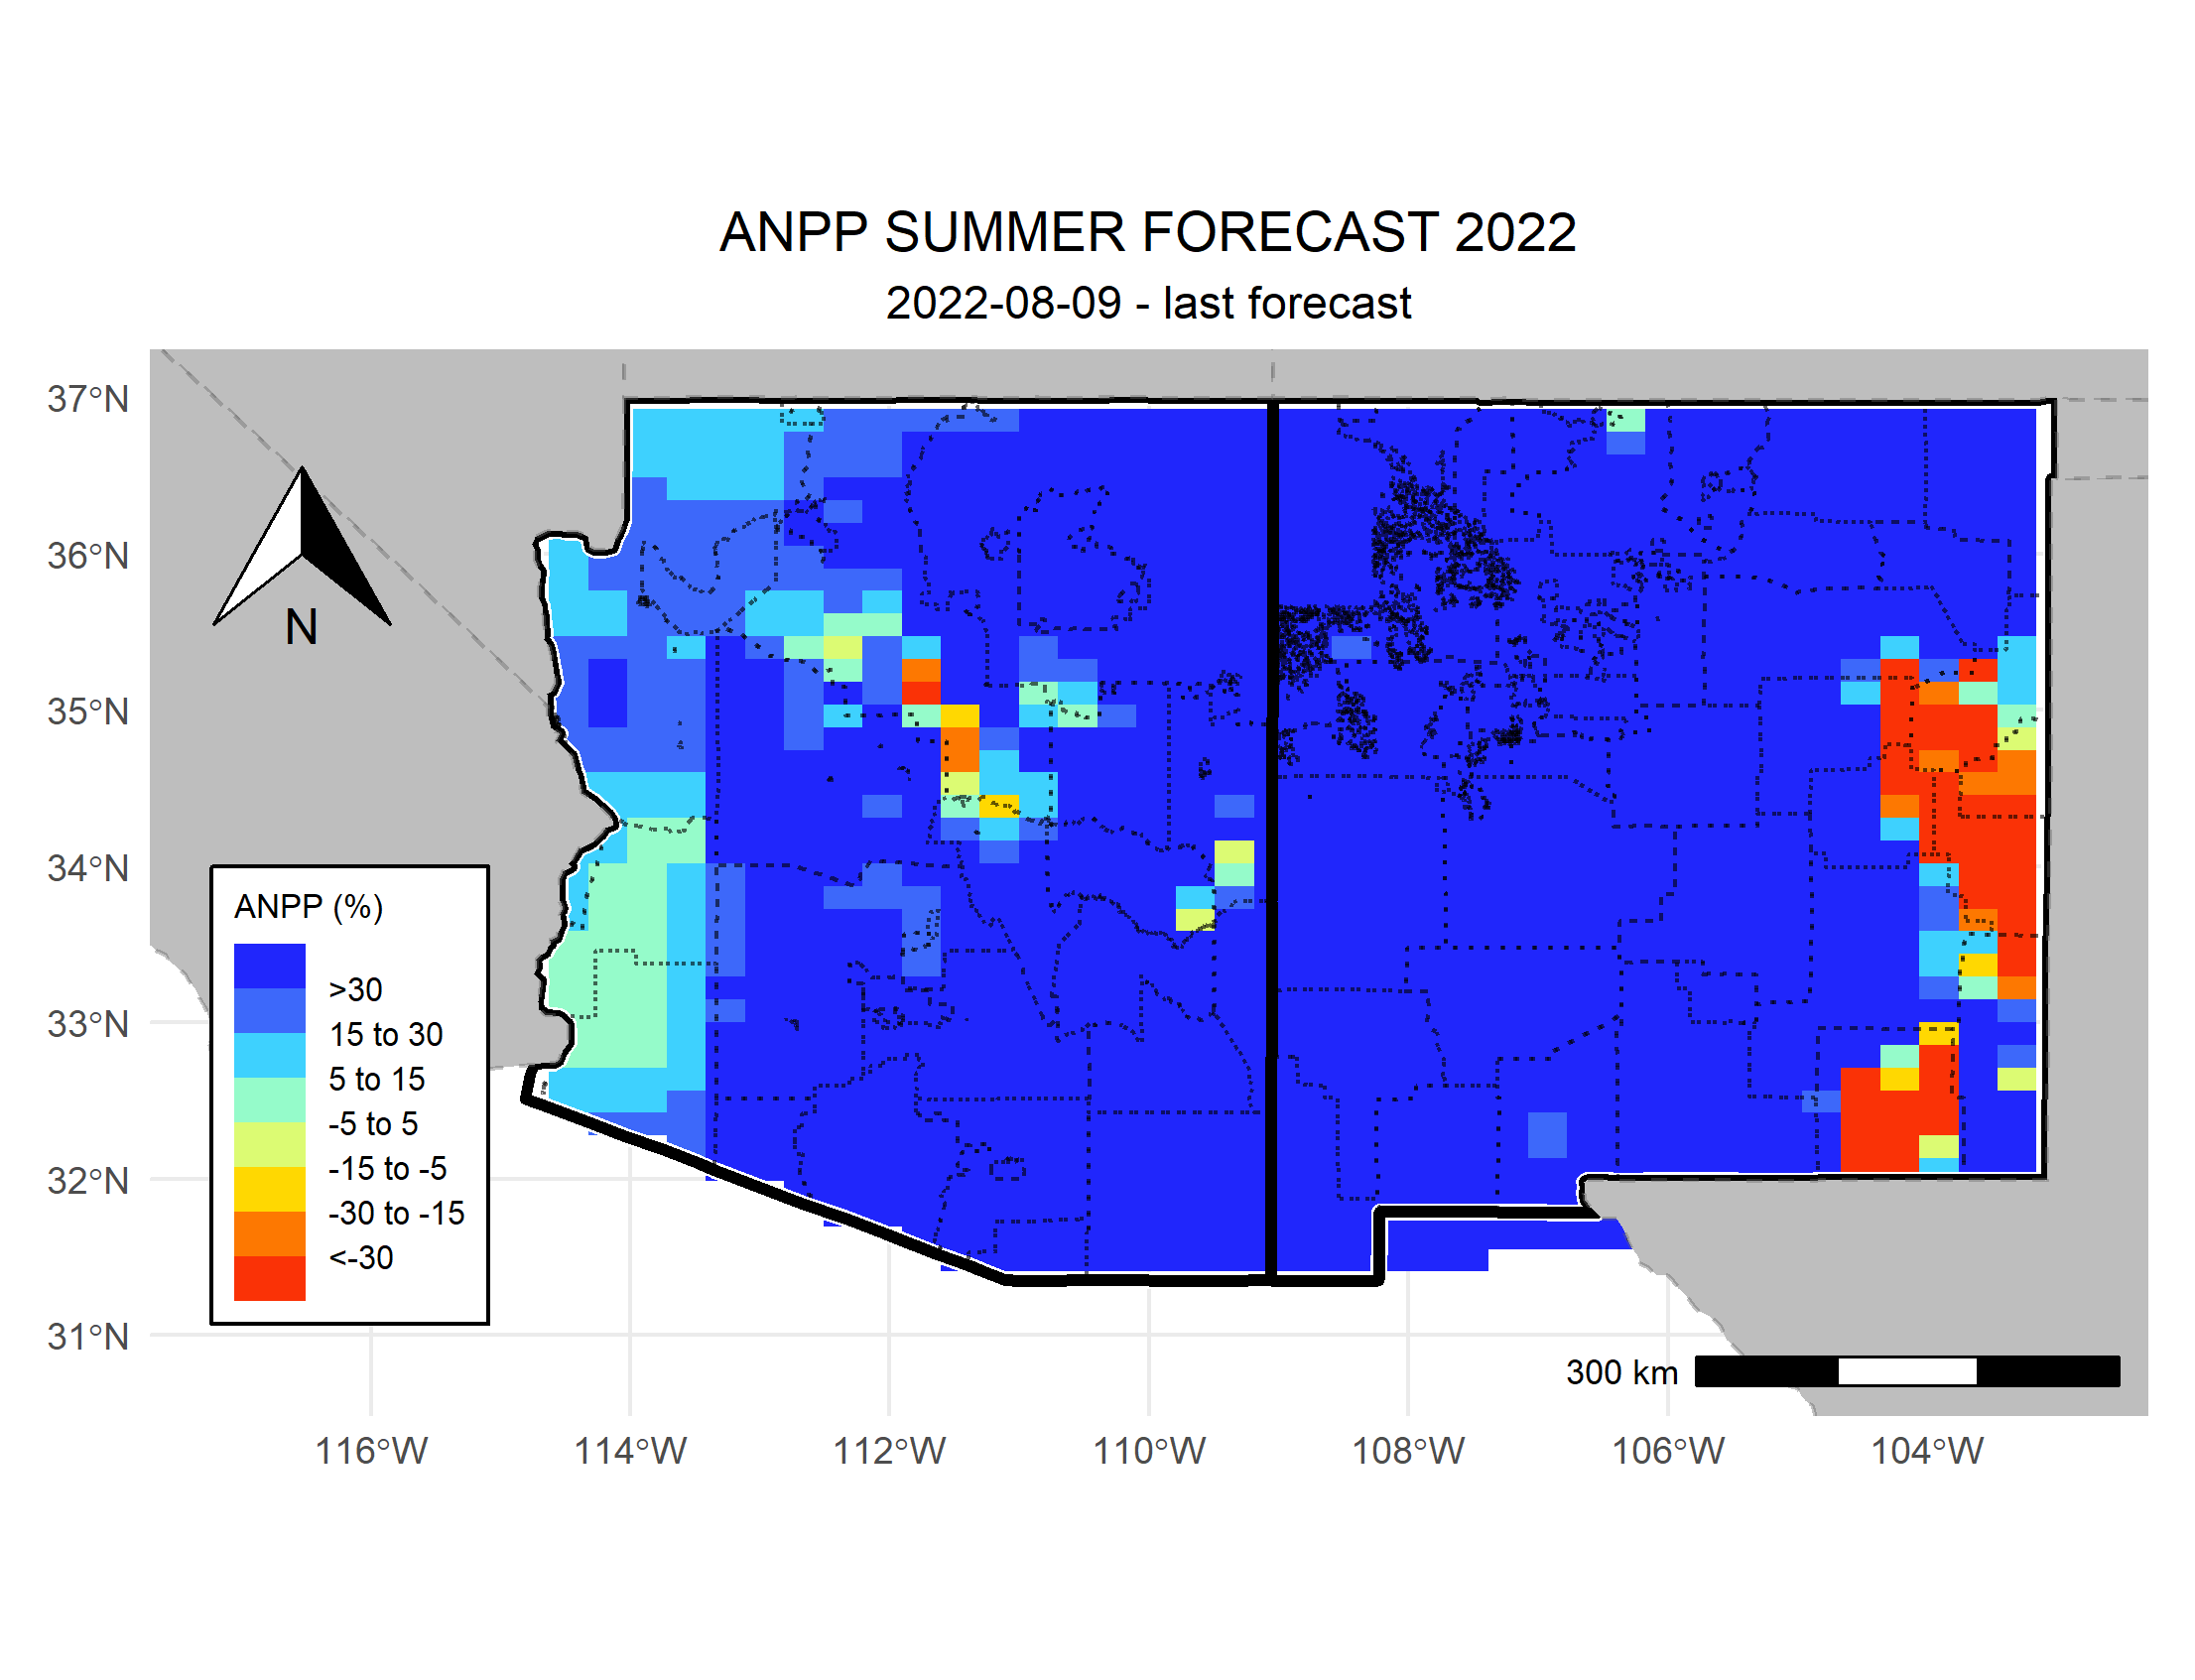 ANPP SUMMER FORECAST 2022
2022-08-09 - last forecast
37°N
36°N
35°N
34°N
33°N
32°N
31°N
N
ANPP (%)
>30
15 to 30
5 to 15
-5 to 5
-15 to -5
-30 to -15
<-30
300 km
116°W
114°W
112°W
110°W
108°W
106°W
104°W